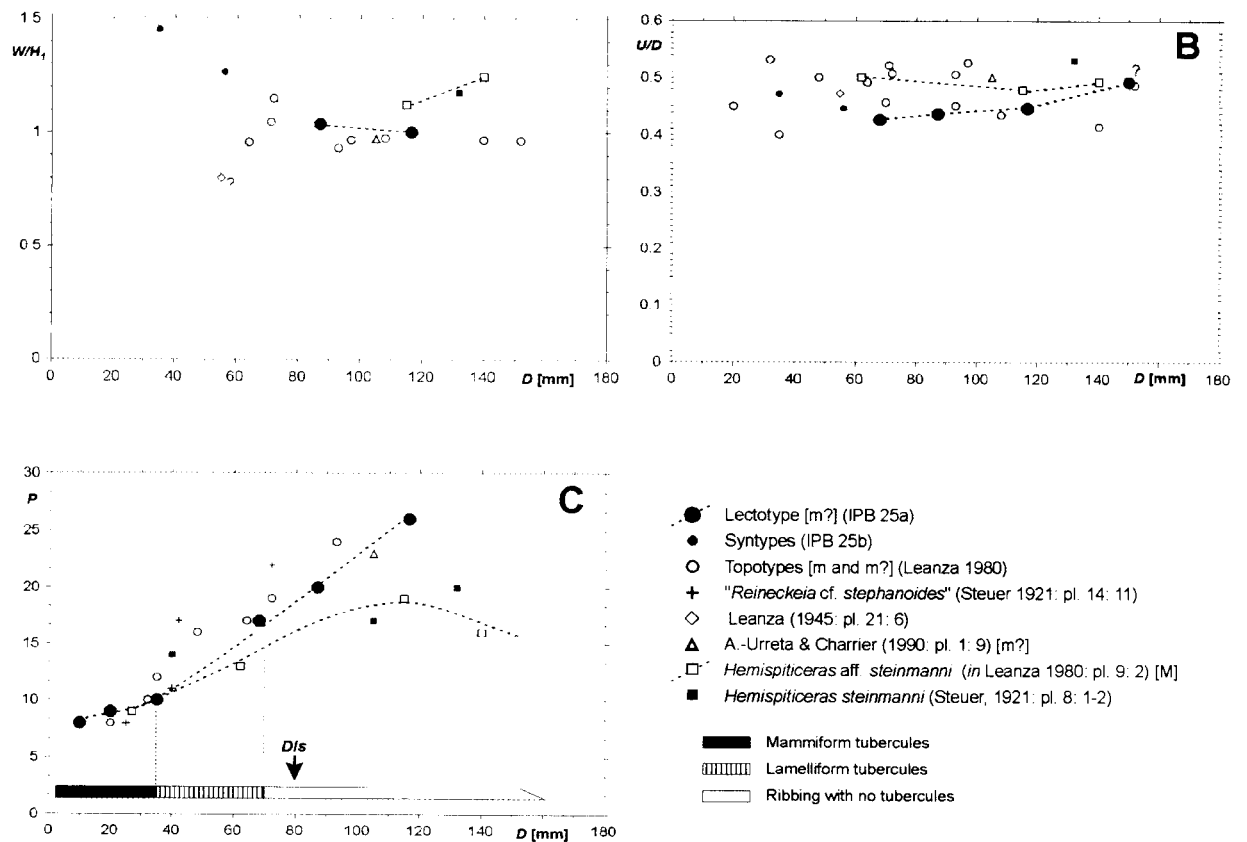 1 5
W/H1
1
0 5
0
0 20 40 60 80 100 120 140 160 180
D [mm]
B
0.6
U/D
0.5
0.4
0.3
0.2
0.1
0
?
0 20 40 60 80 100 120 140 160 180
D [mm]
C
30
P
25
20
15
10
5
0
D/s
0 20 40 60 80 100 120 140 160 180
D [mm]
Lectotype [m?] (IPB 25a)
Syntypes (IPB 25b)
Topotypes [m and m?] (Leanza 1980)
"Reineckeia cf. stephanoides" (Steuer 1921: pl. 14: 11)
Leanza (1945: pl. 21: 6)
A.-Urreta & Charrier (1990: pl. 1: 9) [m?]
Hemispiticeras aff. steinmanni (in Leanza 1980: pl. 9: 2) [M]
Hemispiticeras steinmanni (Steuer, 1921: pl. 8: 1-2)
Mammiform tubercules
Lamelliform tubercules
Ribbing with no tubercules